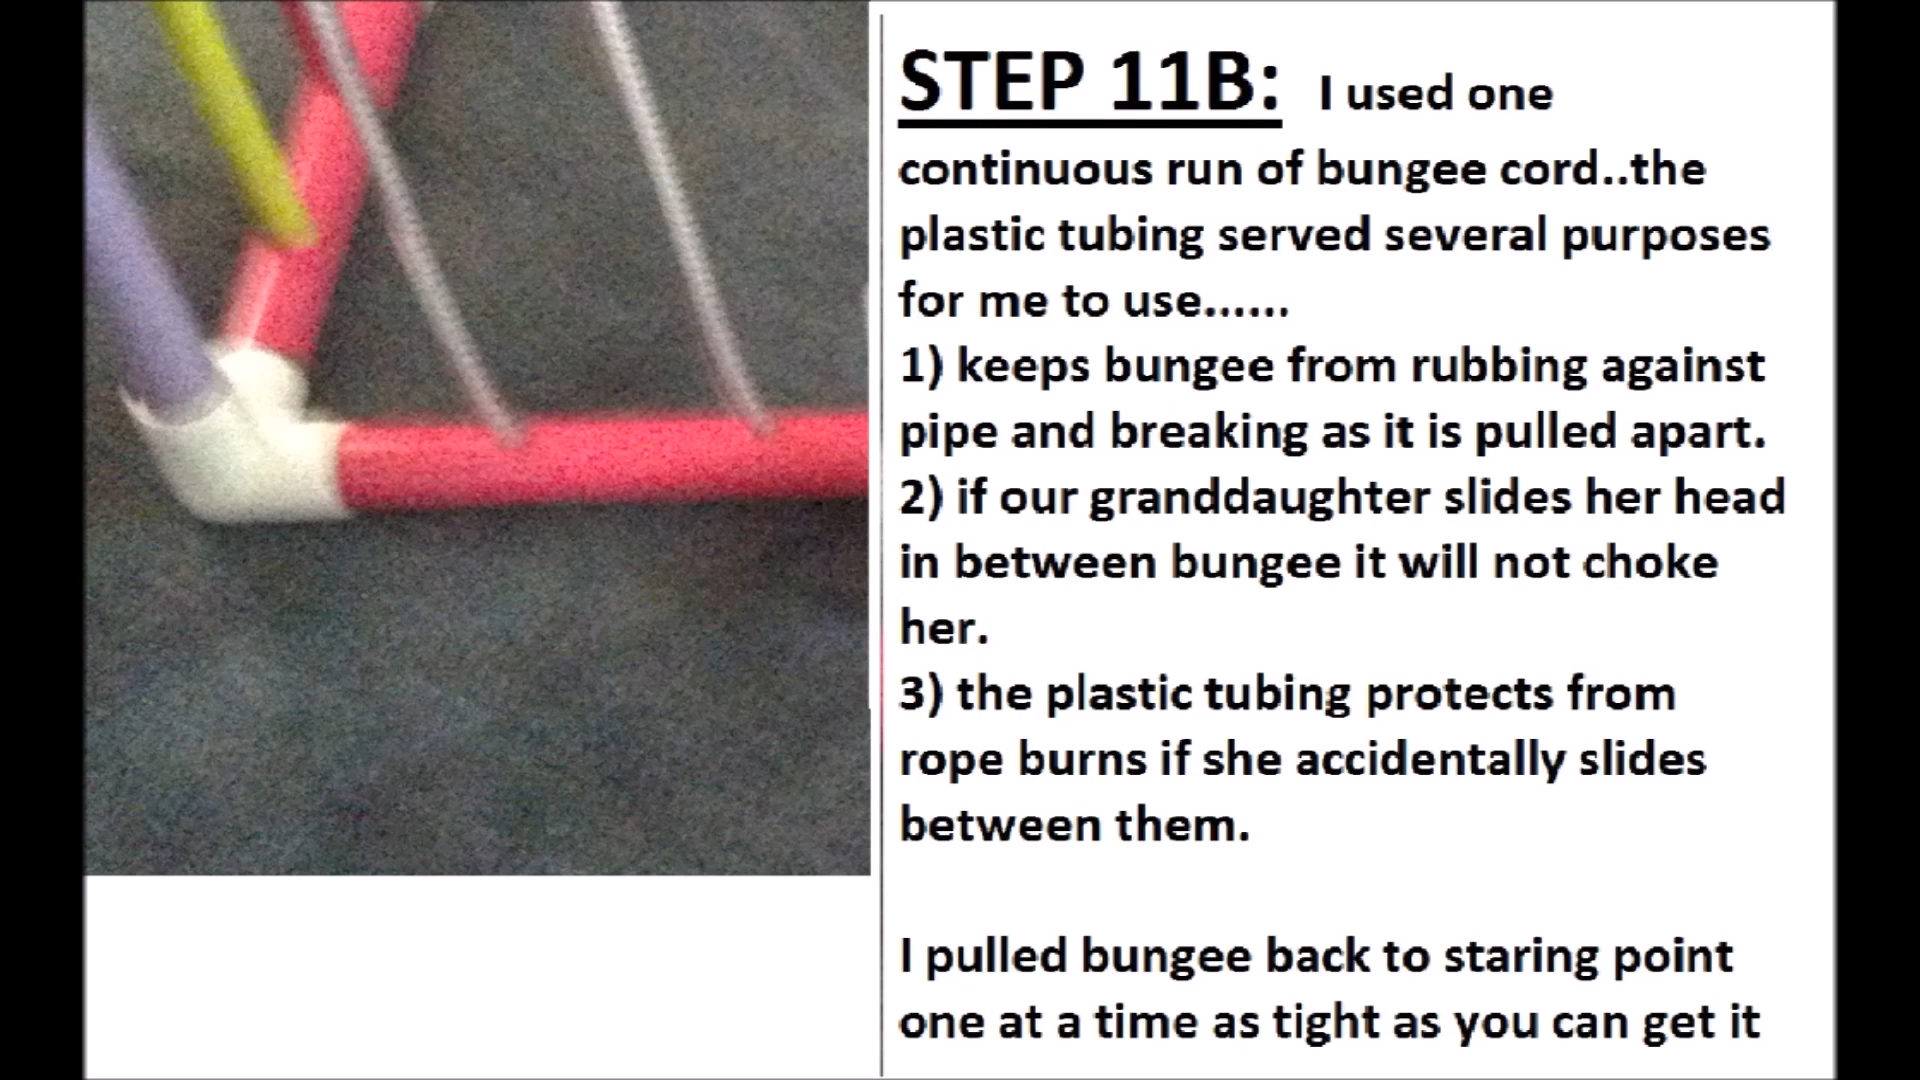 STEP 11B: I used one
continuous run of bungee cord..the
plastic tubing served several purposes
for me to use......
1) keeps bungee from rubbing against
pipe and breaking as it is pulled apart.
2) if our granddaughter slides her head
in between bungee it will not choke
her.
3) the plastic tubing protects from
rope burns if she accidentally slides
between them.
I pulled bungee back to staring point
one at a time as tight as you can get it